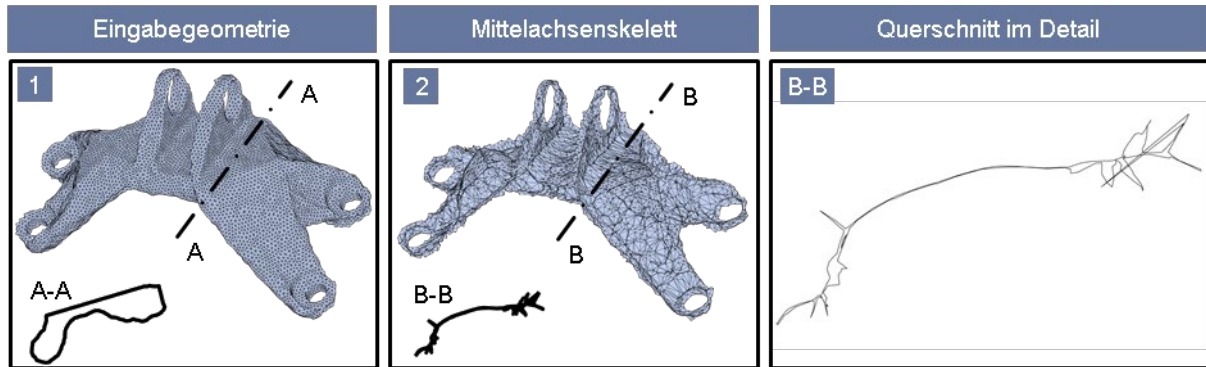 Eingabegeometrie
Mittelachsenskelett
Querschnitt im Detail
1
A
A
A-A
2
B
B
B-B
B-B